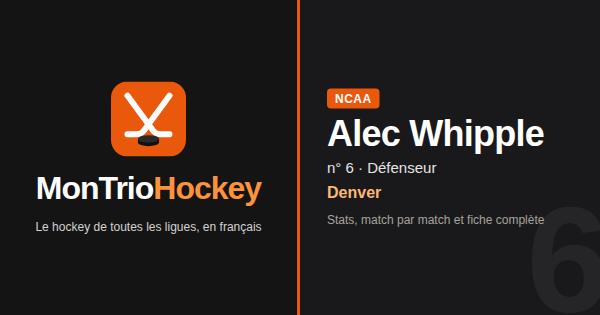 MonTrioHockey
Le hockey de toutes les ligues, en français
NCAA
Alec Whipple
n° 6 · Défenseur
Denver
Stats, match par match et fiche complète
6